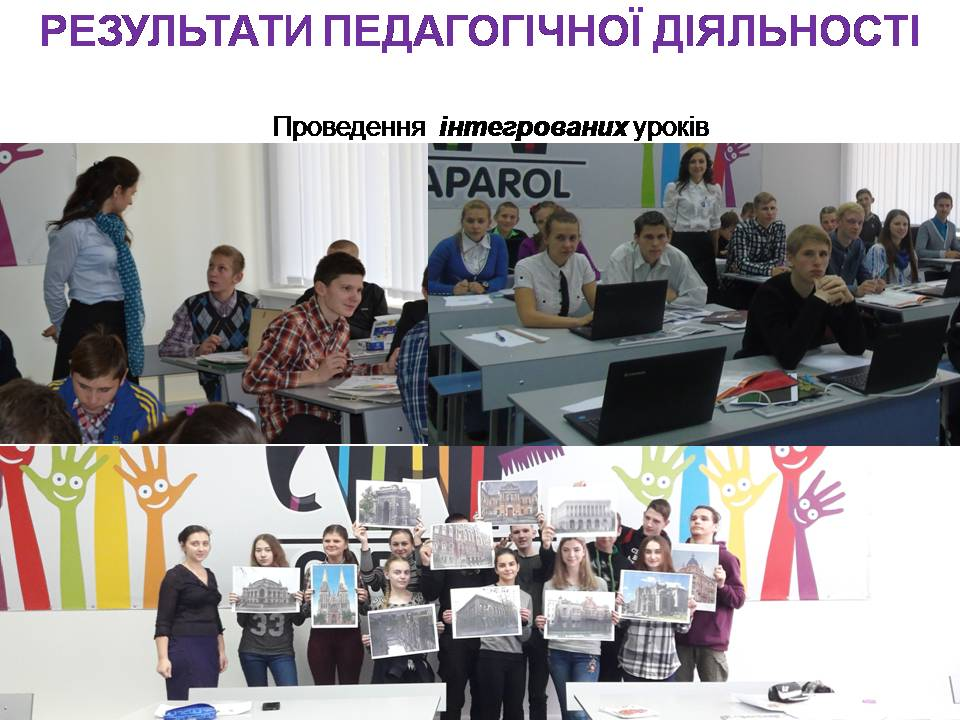 РЕЗУЛЬТАТИ ПЕДАГОГІЧНОЇ ДІЯЛЬНОСТІ
Проведення інтегрованих уроків
APAROL
33